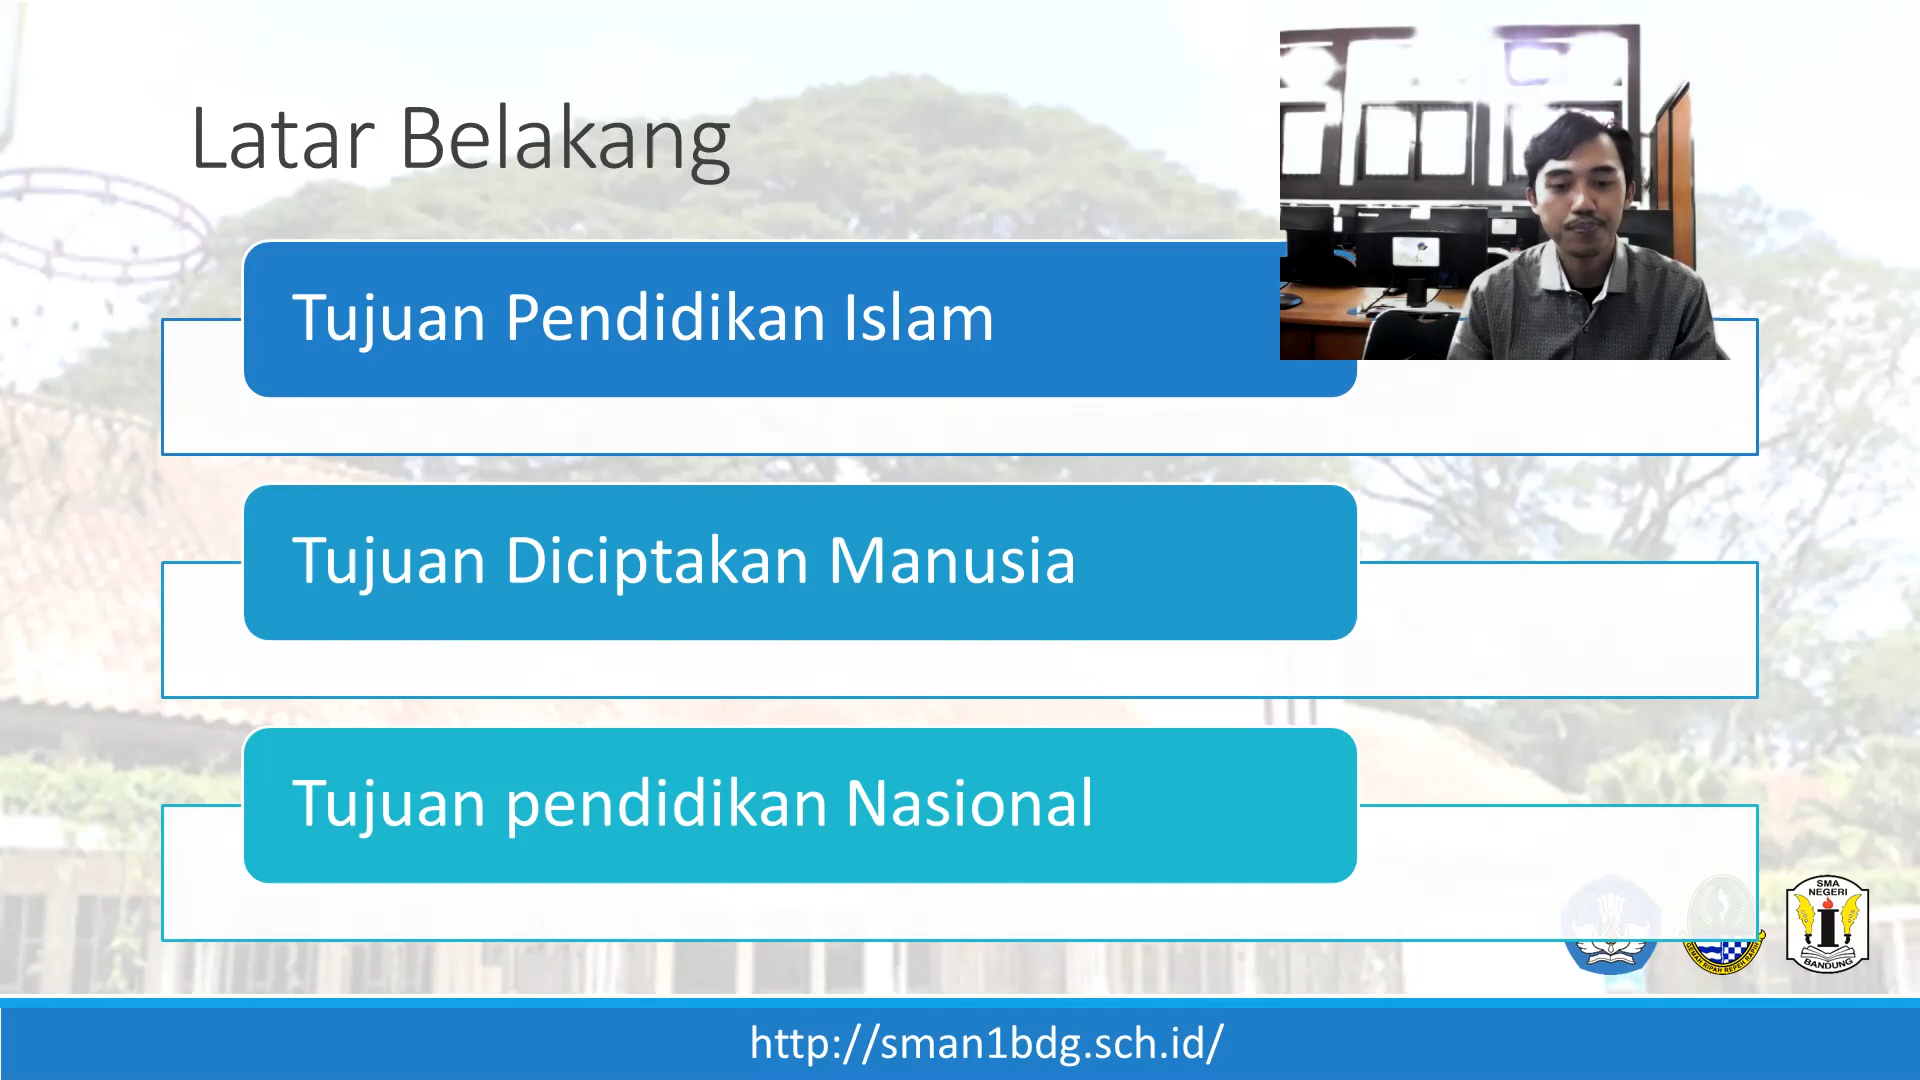 Latar Belakang
Tujuan Pendidikan Islam
Tujuan Diciptakan Manusia
Tujuan pendidikan Nasional
SMA
NEGERI
I
BANDUNG
http://sman1bdg.sch.id/